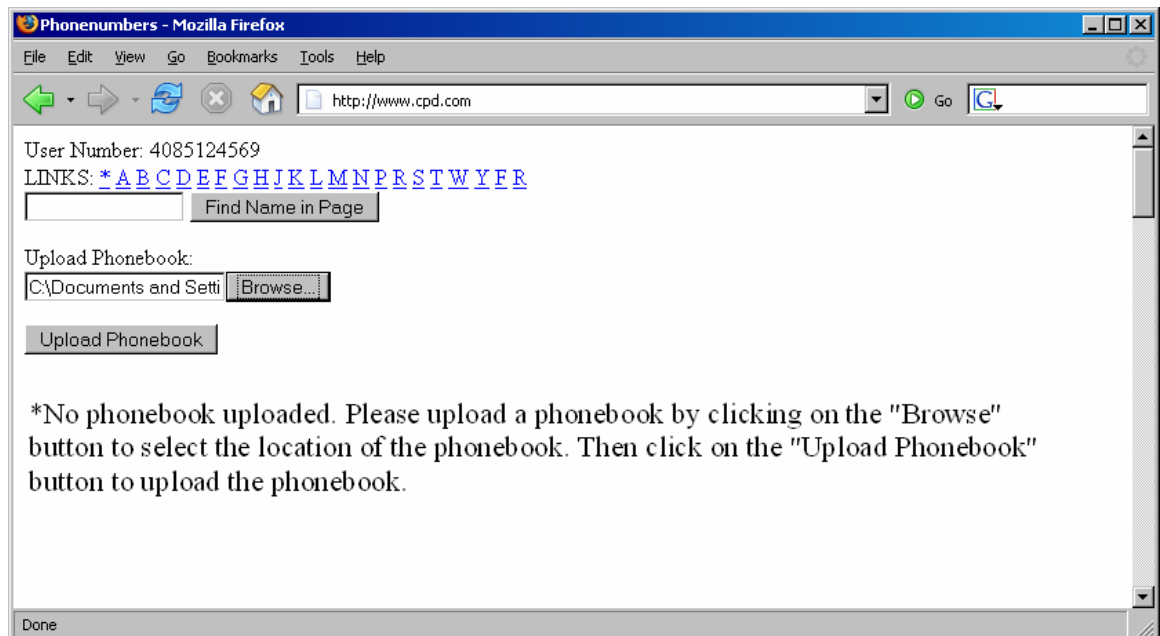 Phonenumbers - Mozilla Firefox
File Edit View Go Bookmarks Tools Help
http://www.cpd.com Go G
User Number: 4085124569
LINKS: * A B C D E F G H J K L M N P R S T W Y F R
Find Name in Page
Upload Phonebook:
C:\Documents and Setti Browse...
Upload Phonebook
*No phonebook uploaded. Please upload a phonebook by clicking on the "Browse"
button to select the location of the phonebook. Then click on the "Upload Phonebook"
button to upload the phonebook.
Done